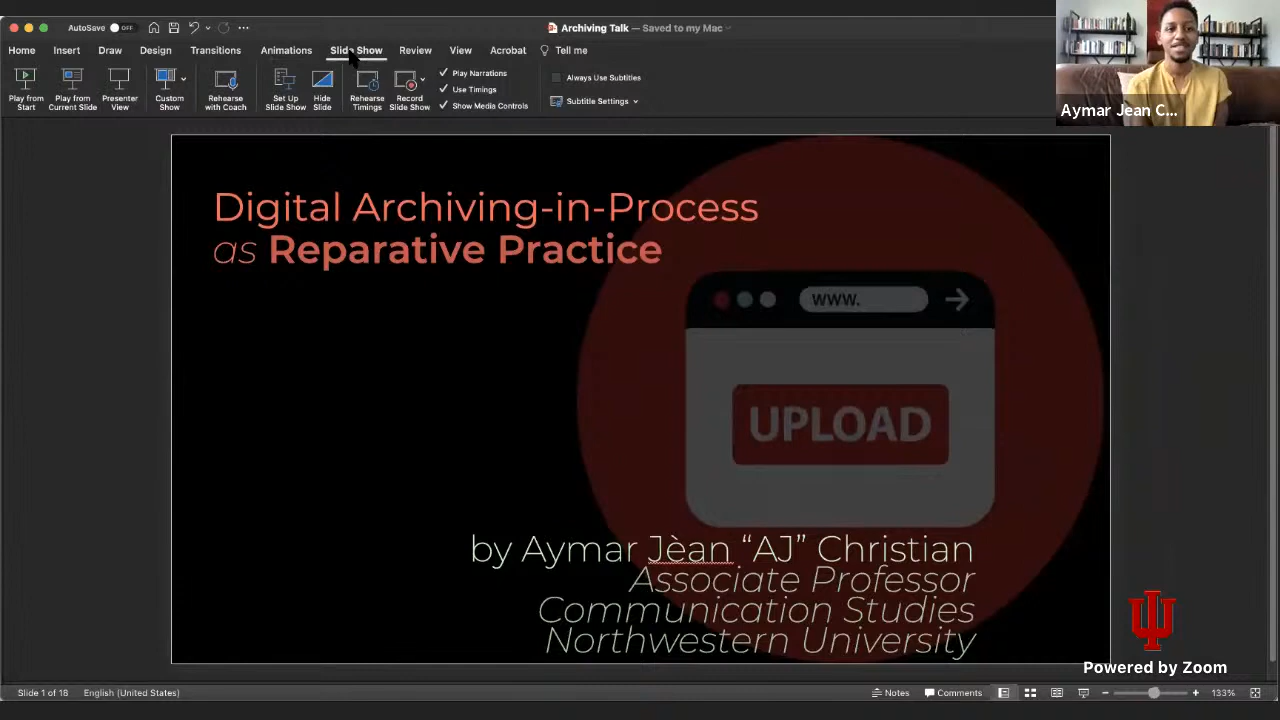 AutoSave OFF
Archiving Talk — Saved to my Mac
Home Insert Draw Design Transitions Animations Slide Show Review View Acrobat Tell me
Play from Start
Play from Current Slide
Presenter View
Custom Show
Rehearse with Coach
Set Up Slide Show
Hide Slide
Rehearse Timings
Record Slide Show
Play Narrations
Use Timings
Show Media Controls
Always Use Subtitles
Subtitle Settings
Aymar Jean C...
Digital Archiving-in-Process
as Reparative Practice
www.
UPLOAD
by Aymar Jèan “AJ” Christian
Associate Professor
Communication Studies
Northwestern University
Powered by Zoom
Slide 1 of 18 English (United States) Notes Comments 133%